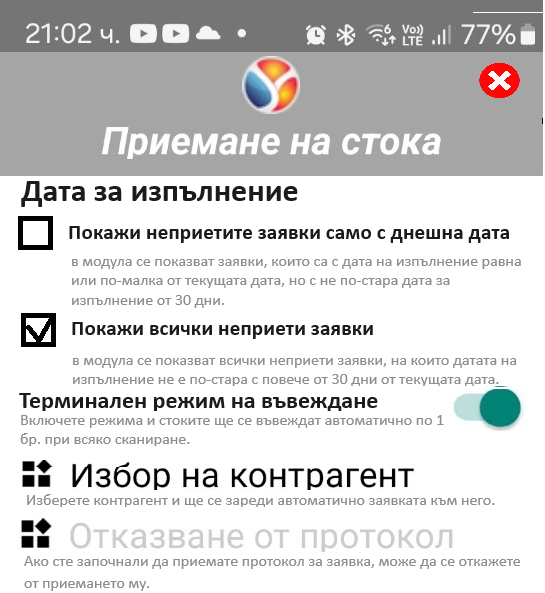 21:02 ч.
Vo))
LTE
6
77%
Приемане на стока
Дата за изпълнение
Покажи неприетите заявки само с днешна дата
в модула се показват заявки, които са с дата на изпълнение равна
или по-малка от текущата дата, но с не по-стара дата за
изпълнение от 30 дни.
Покажи всички неприети заявки
в модула се показват всички неприети заявки, на които датата на
изпълнение не е по-стара с повече от 30 дни от текущата дата.
Терминален режим на въвеждане
Включете режима и стоките ще се въвеждат автоматично по 1
бр. при всяко сканиране.
Избор на контрагент
Изберете контрагент и ще се зареди автоматично заявката към него.
Отказване от протокол
Ако сте започнали да приемате протокол за заявка, може да се откажете
от приемането му.